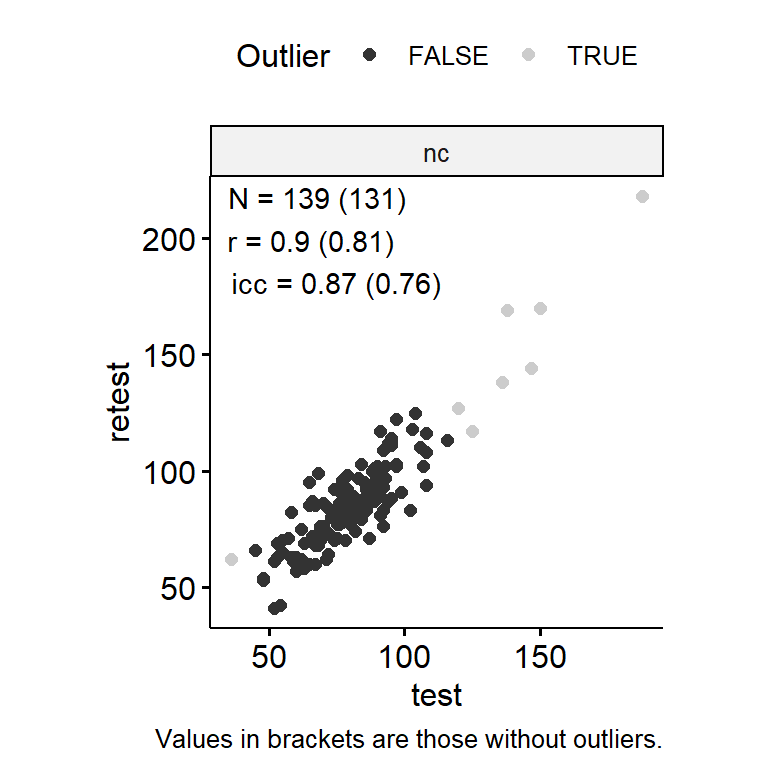 Outlier FALSE TRUE
nc
N = 139 (131)
r = 0.9 (0.81)
icc = 0.87 (0.76)
200
150
100
50
retest
50 100 150
test
Values in brackets are those without outliers.